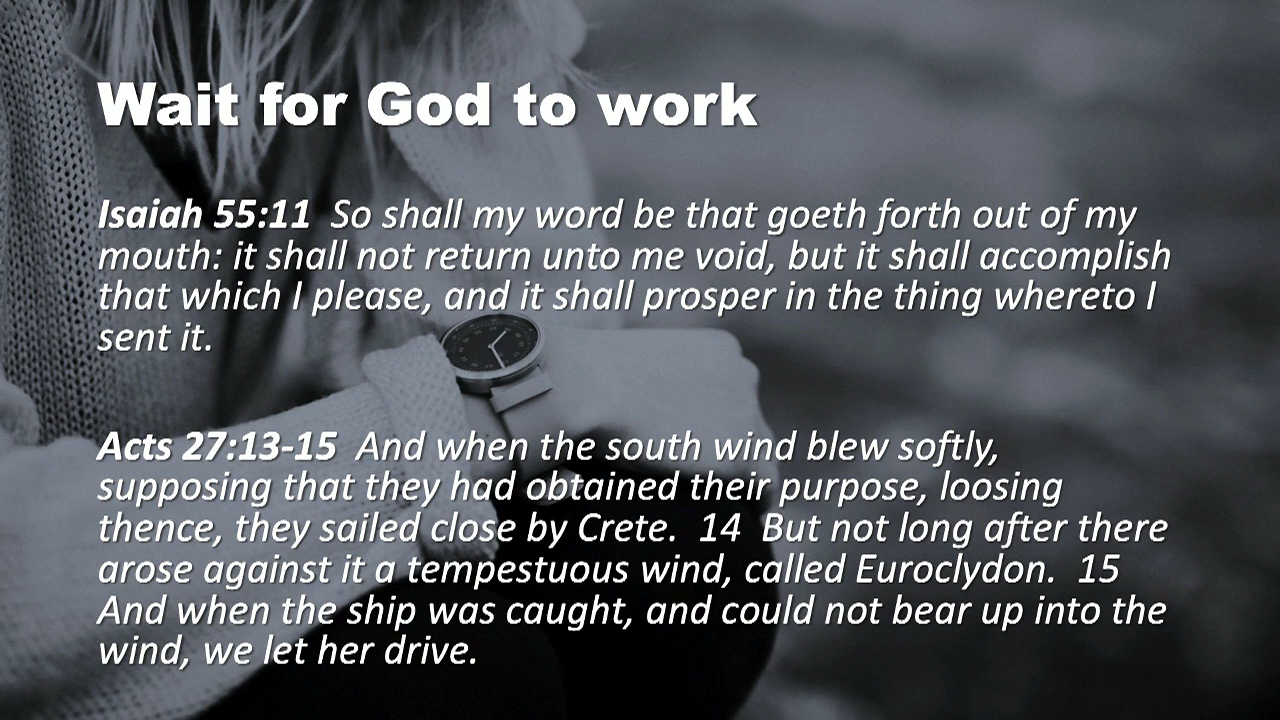 Wait for God to work
Isaiah 55:11  So shall my word be that goeth forth out of my
mouth: it shall not return unto me void, but it shall accomplish
that which I please, and it shall prosper in the thing whereto I
sent it.
Acts 27:13-15  And when the south wind blew softly,
supposing that they had obtained their purpose, loosing
thence, they sailed close by Crete.  14  But not long after there
arose against it a tempestuous wind, called Euroclydon.  15
And when the ship was caught, and could not bear up into the
wind, we let her drive.